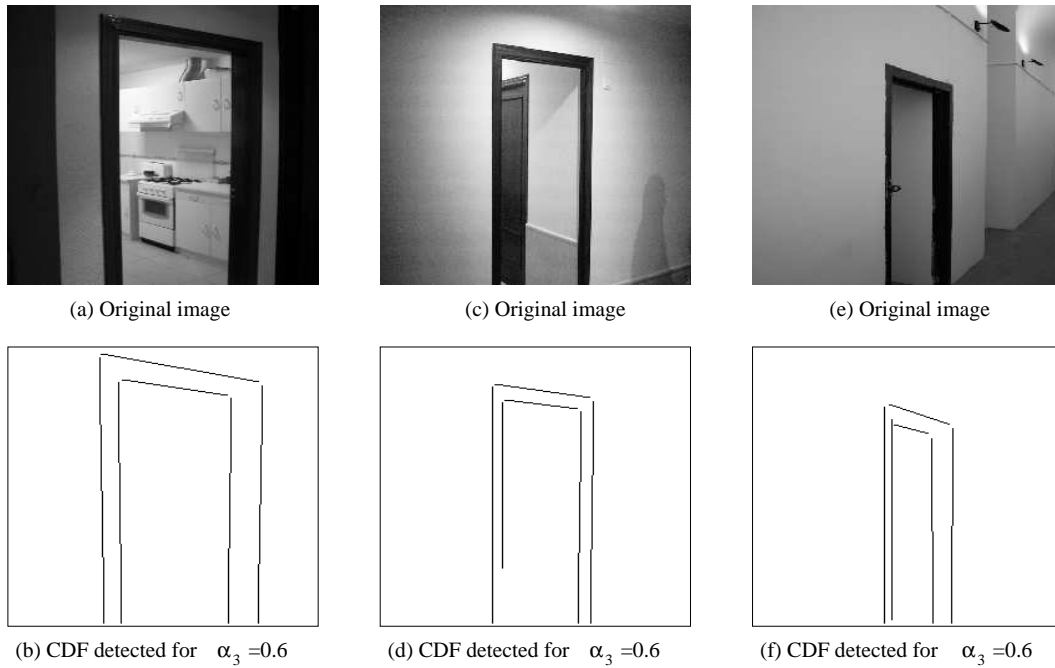 (a) Original image
(c) Original image
(e) Original image
(b) CDF detected for α3 =0.6
(d) CDF detected for α3 =0.6
(f) CDF detected for α3 =0.6